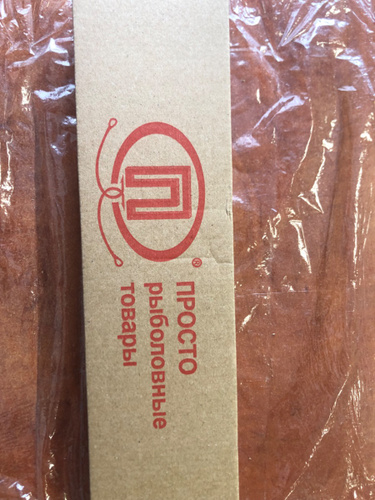 П
®
ПРОСТО
рыболовные
товары